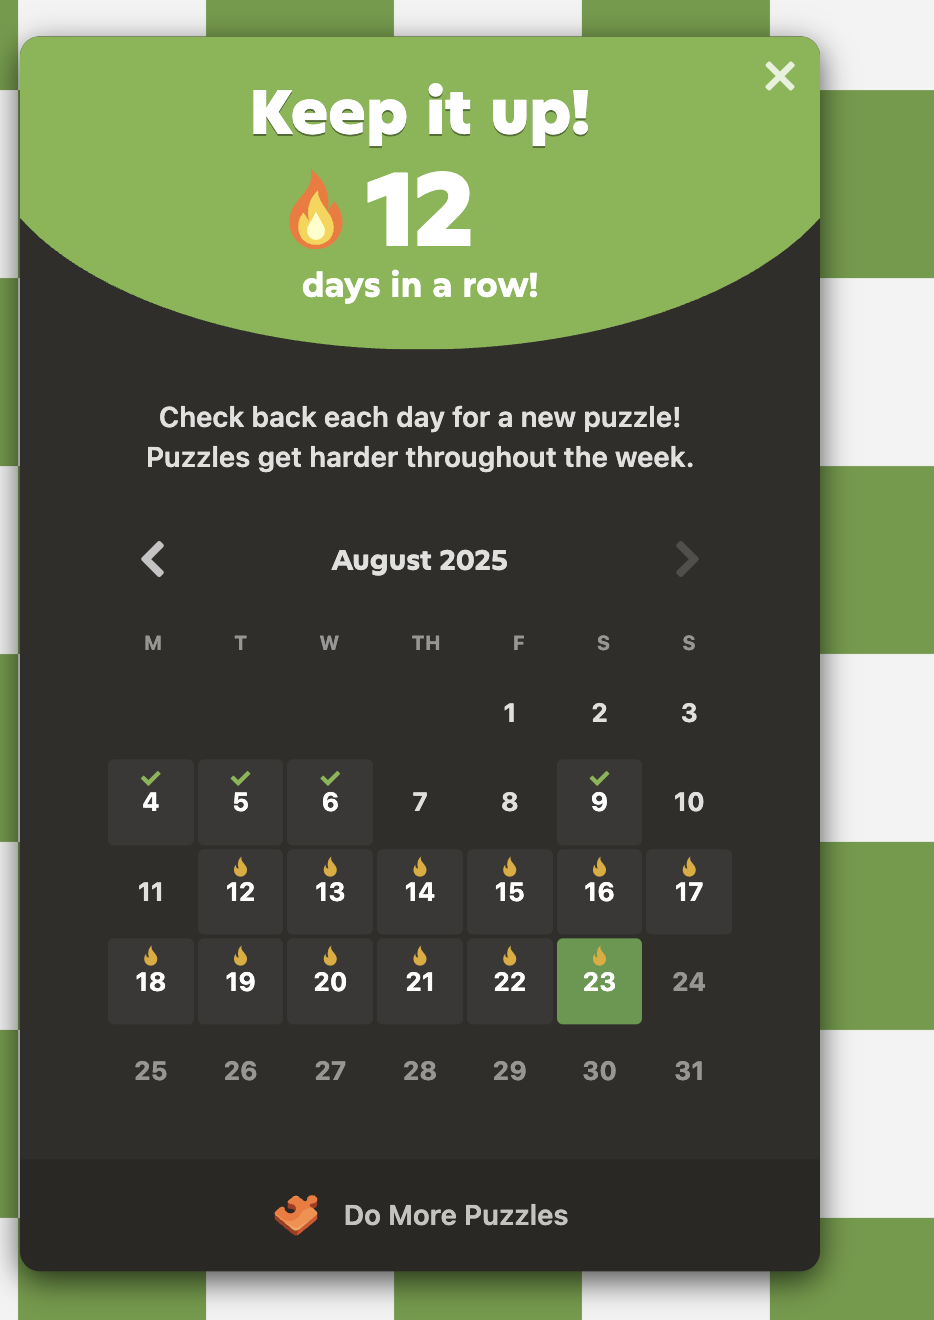 Keep it up!
12
days in a row!
Check back each day for a new puzzle!
Puzzles get harder throughout the week.
August 2025
M T W TH F S S
1 2 3
4 5 6 7 8 9 10
11 12 13 14 15 16 17
18 19 20 21 22 23 24
25 26 27 28 29 30 31
Do More Puzzles